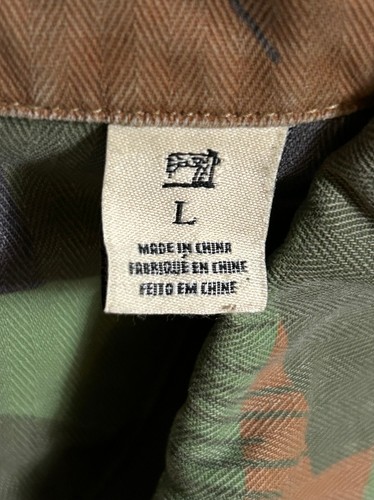 L
MADE IN CHINA
FABRIQUÉ EN CHINE
FEITO EM CHINE